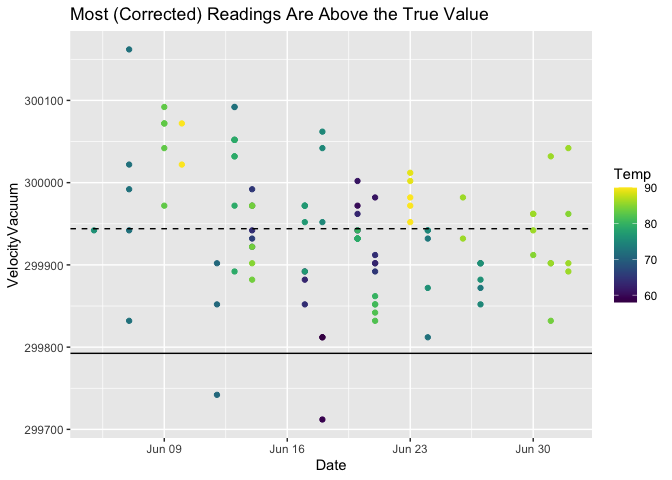 Most (Corrected) Readings Are Above the True Value
300100
300000
299900
299800
299700
VelocityVacuum
Jun 09
Jun 16
Jun 23
Jun 30
Date
Temp
90
80
70
60